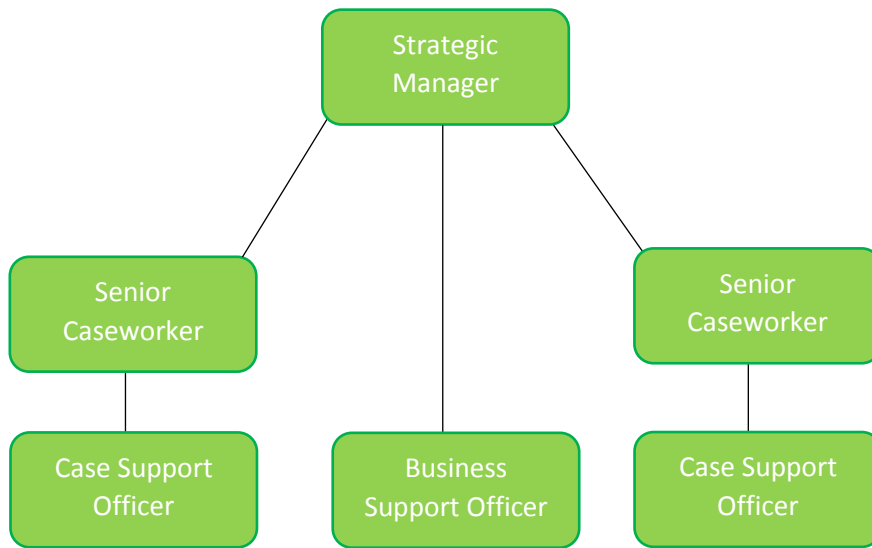 Strategic
Manager
Senior
Caseworker
Senior
Caseworker
Case Support
Officer
Business
Support Officer
Case Support
Officer